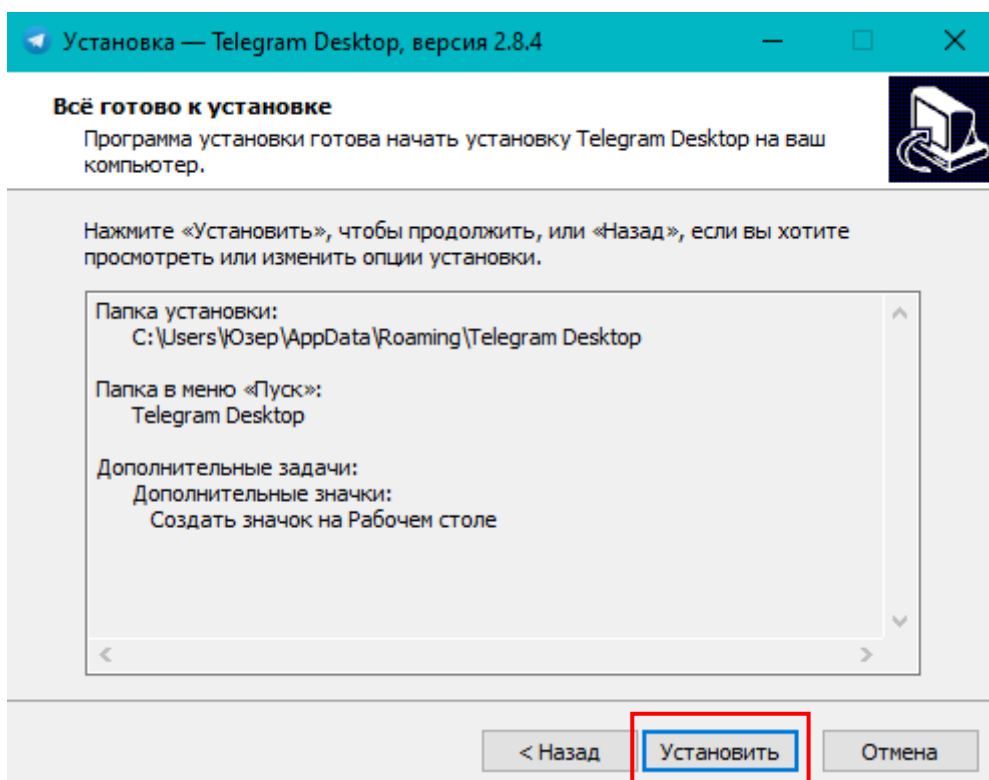 Установка — Telegram Desktop, версия 2.8.4
Всё готово к установке
Программа установки готова начать установку Telegram Desktop на ваш
компьютер.
Нажмите «Установить», чтобы продолжить, или «Назад», если вы хотите
просмотреть или изменить опции установки.
Папка установки:
C:\Users\Юзер\AppData\Roaming\Telegram Desktop
Папка в меню «Пуск»:
Telegram Desktop
Дополнительные задачи:
Дополнительные значки:
Создать значок на Рабочем столе
< Назад
Установить
Отмена